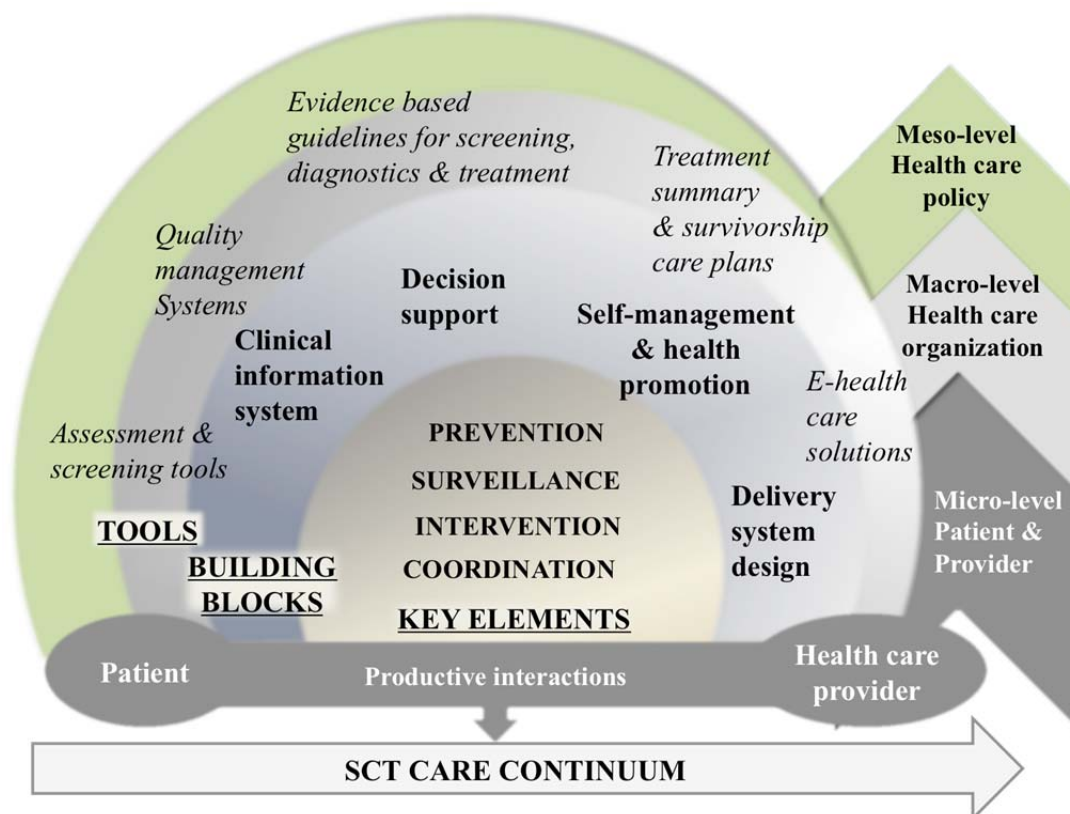 Evidence based
guidelines for screening,
diagnostics & treatment
Treatment
summary
& survivorship
care plans
Quality
management
Systems
Decision
support
Self-management
& health
promotion
Clinical
information
system
E-health
care
solutions
Assessment &
screening tools
PREVENTION
SURVEILLANCE
INTERVENTION
COORDINATION
KEY ELEMENTS
Delivery
system
design
TOOLS
BUILDING
BLOCKS
Meso-level
Health care
policy
Macro-level
Health care
organization
Micro-level
Patient &
Provider
Patient
Productive interactions
Health care
provider
SCT CARE CONTINUUM